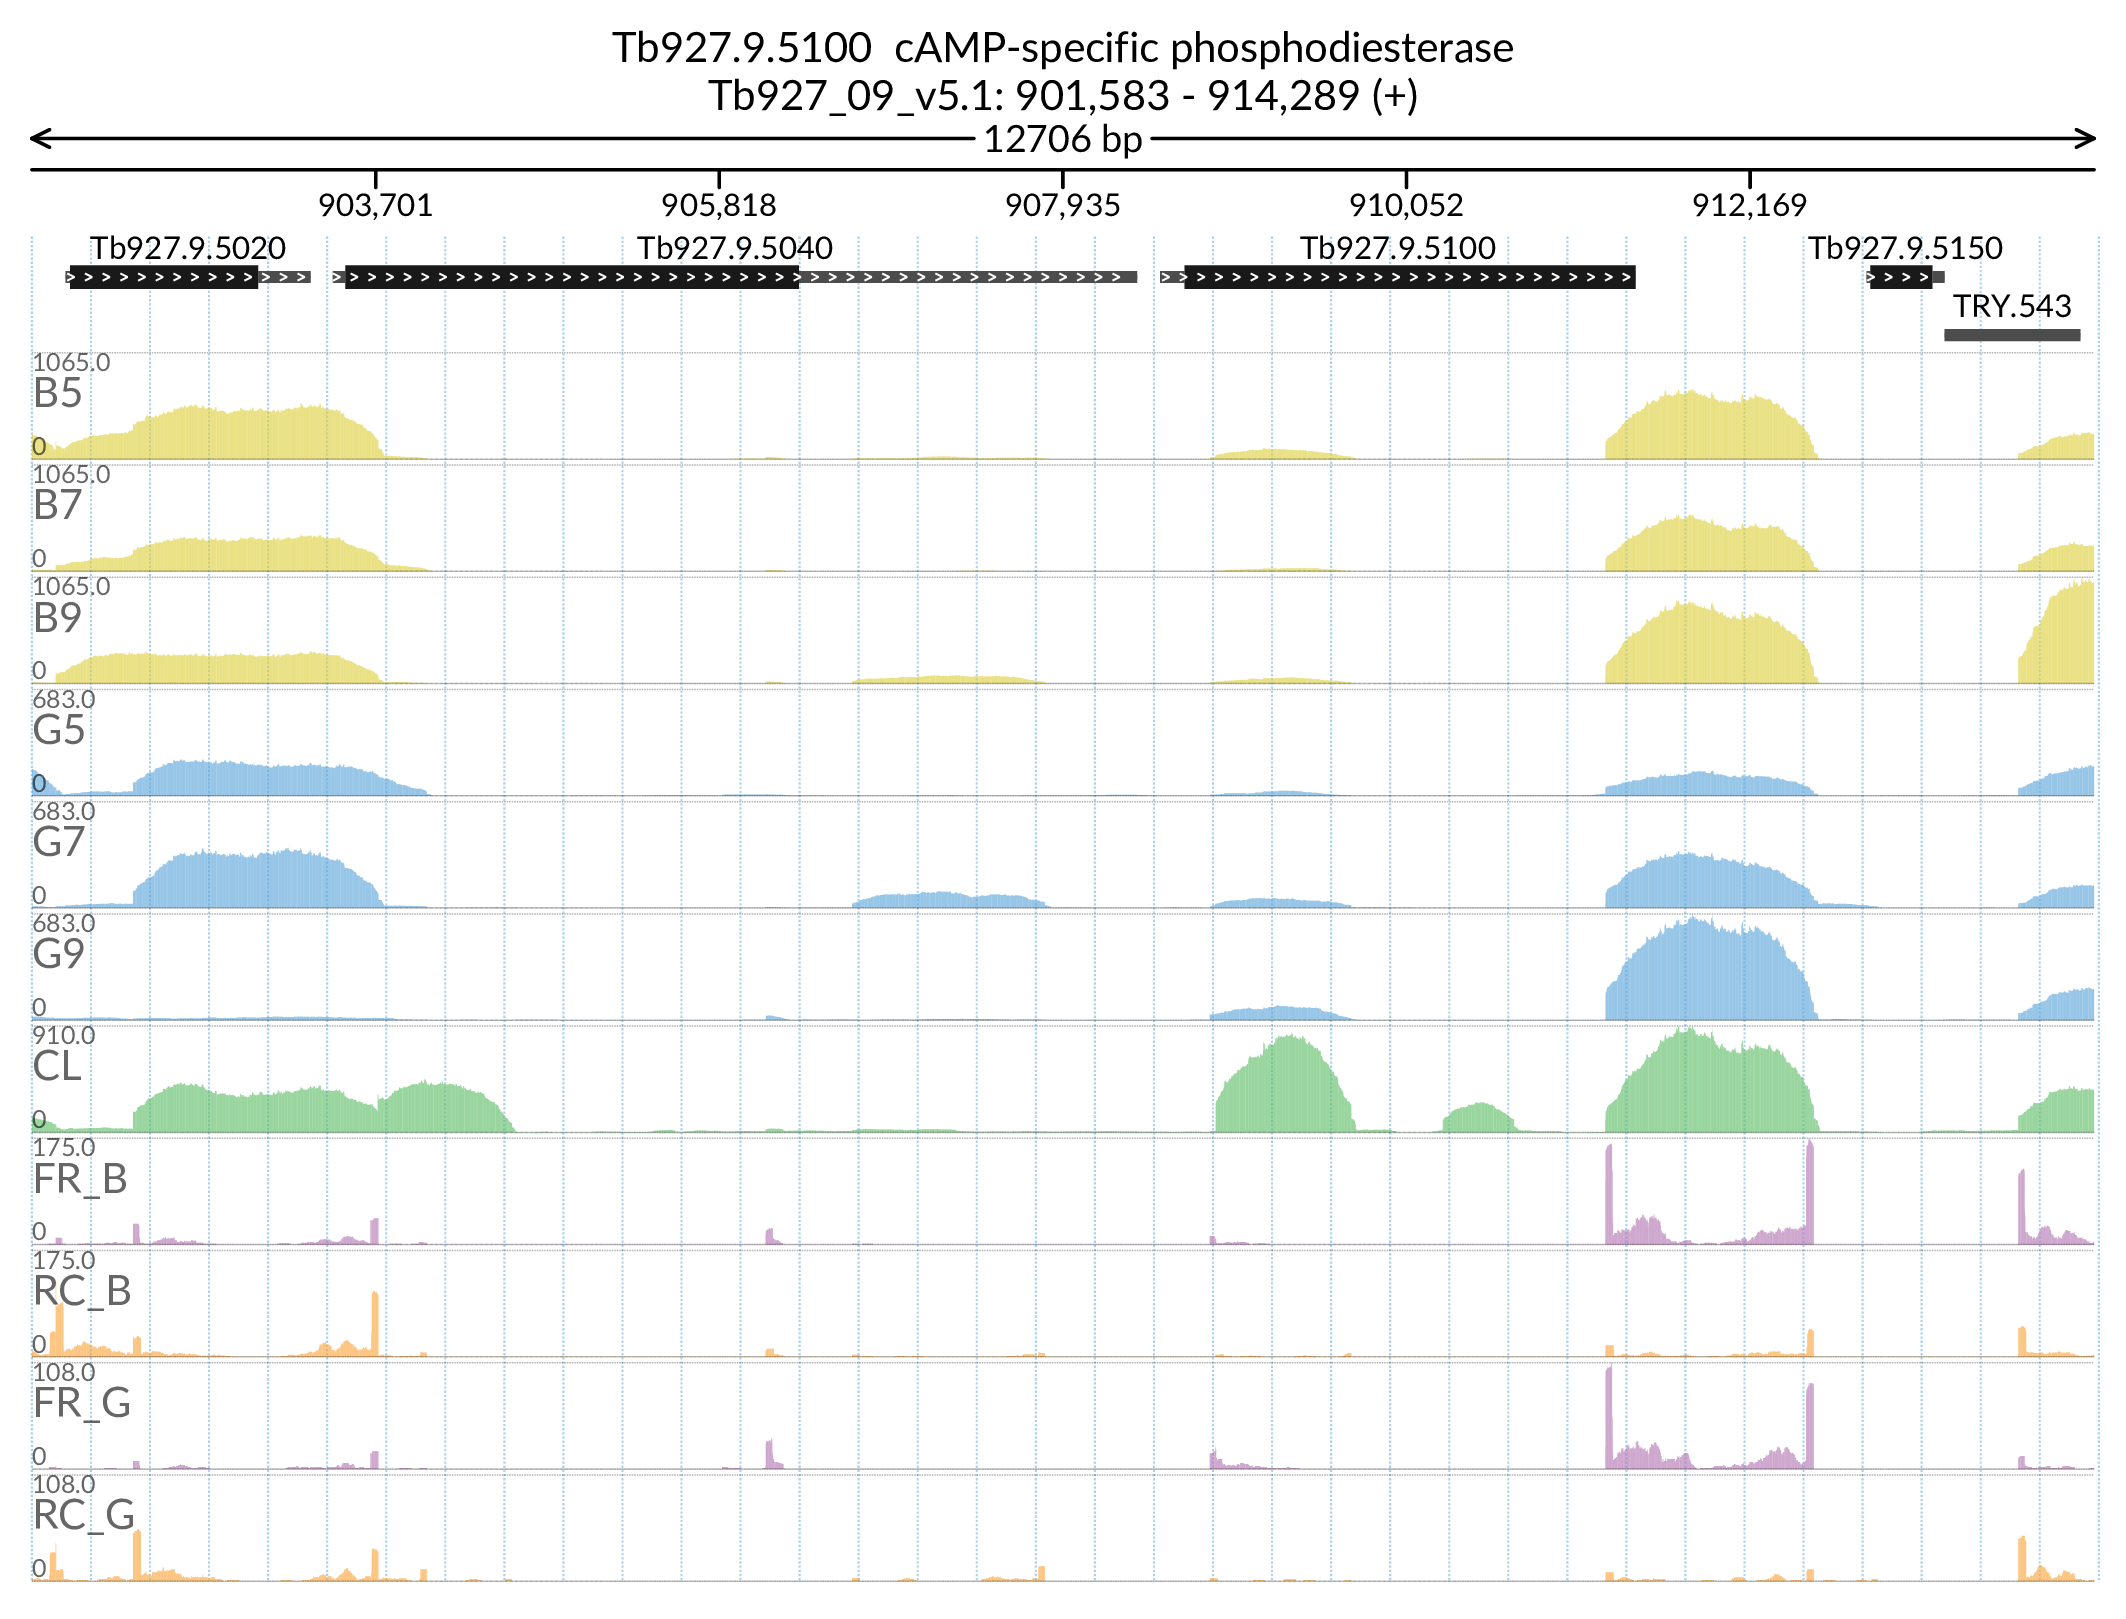 Tb927.9.5100 cAMP-specific phosphodiesterase
Tb927_09_v5.1: 901,583 - 914,289 (+)
12706 bp
903,701 905,818 907,935 910,052 912,169
Tb927.9.5020 Tb927.9.5040 Tb927.9.5100 Tb927.9.5150
TRY.543
1065.0
B5
0
1065.0
B7
0
1065.0
B9
0
683.0
G5
0
683.0
G7
0
683.0
G9
0
910.0
CL
0
175.0
FR_B
0
175.0
RC_B
0
108.0
FR_G
0
108.0
RC_G
0